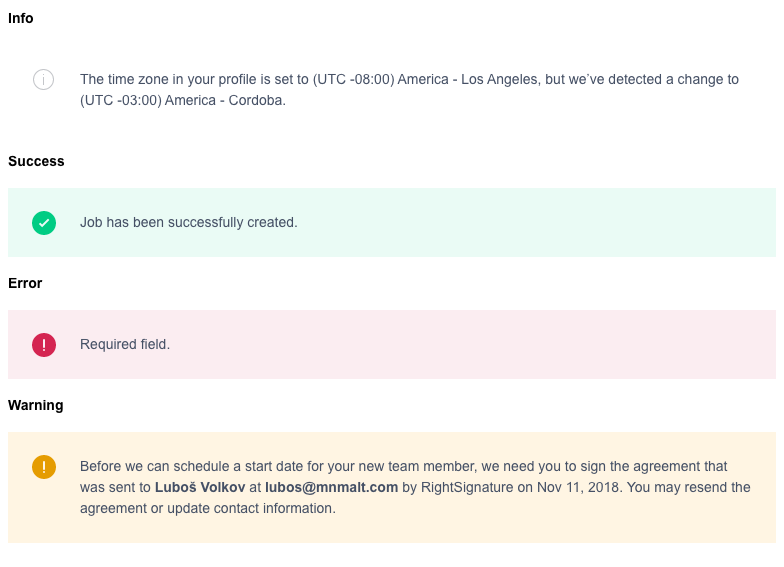 Info
The time zone in your profile is set to (UTC -08:00) America - Los Angeles, but we’ve detected a change to
(UTC -03:00) America - Cordoba.
Success
Job has been successfully created.
Error
Required field.
Warning
Before we can schedule a start date for your new team member, we need you to sign the agreement that
was sent to Luboš Volkov at lubos@mnmalt.com by RightSignature on Nov 11, 2018. You may resend the
agreement or update contact information.